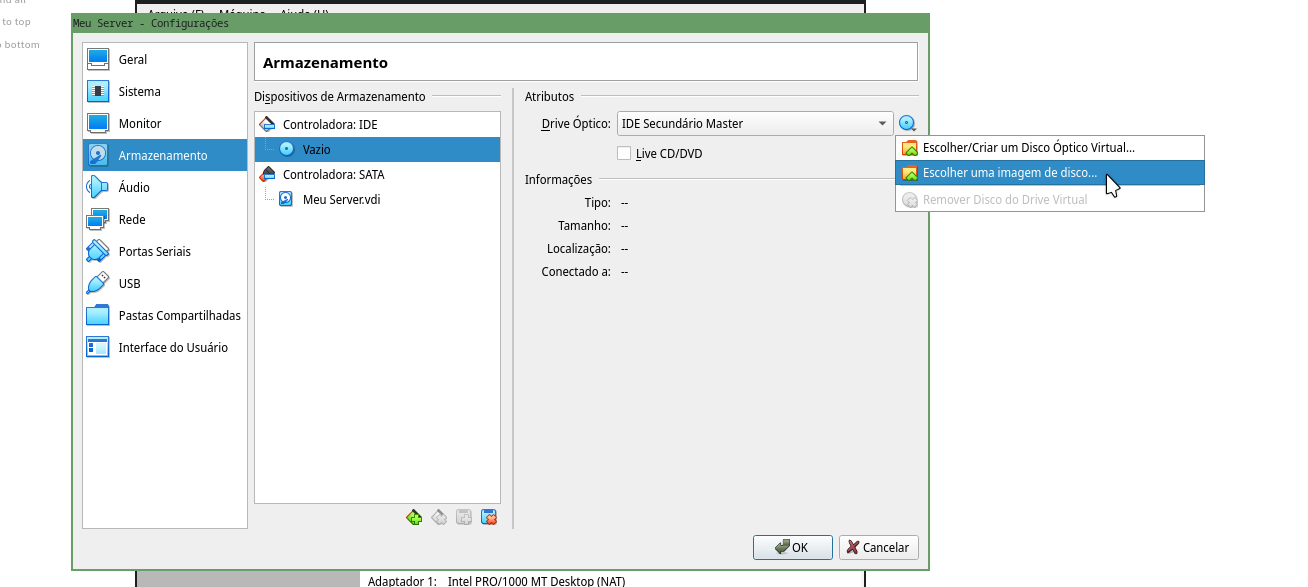 nd all
to top
bottom
Arquivo (F) Máquina Ajuda (H)
Meu Server - Configurações
Geral
Sistema
Monitor
Armazenamento
Áudio
Rede
Portas Seriais
USB
Pastas Compartilhadas
Interface do Usuário
Armazenamento
Dispositivos de Armazenamento
Controladora: IDE
Vazio
Controladora: SATA
Meu Server.vdi
Atributos
Drive Óptico: IDE Secundário Master
Live CD/DVD
Informações
Tipo: --
Tamanho: --
Localização: --
Conectado a: --
Escolher/Criar um Disco Óptico Virtual...
Escolher uma imagem de disco...
Remover Disco do Drive Virtual
OK Cancelar
Adaptador 1: Intel PRO/1000 MT Desktop (NAT)